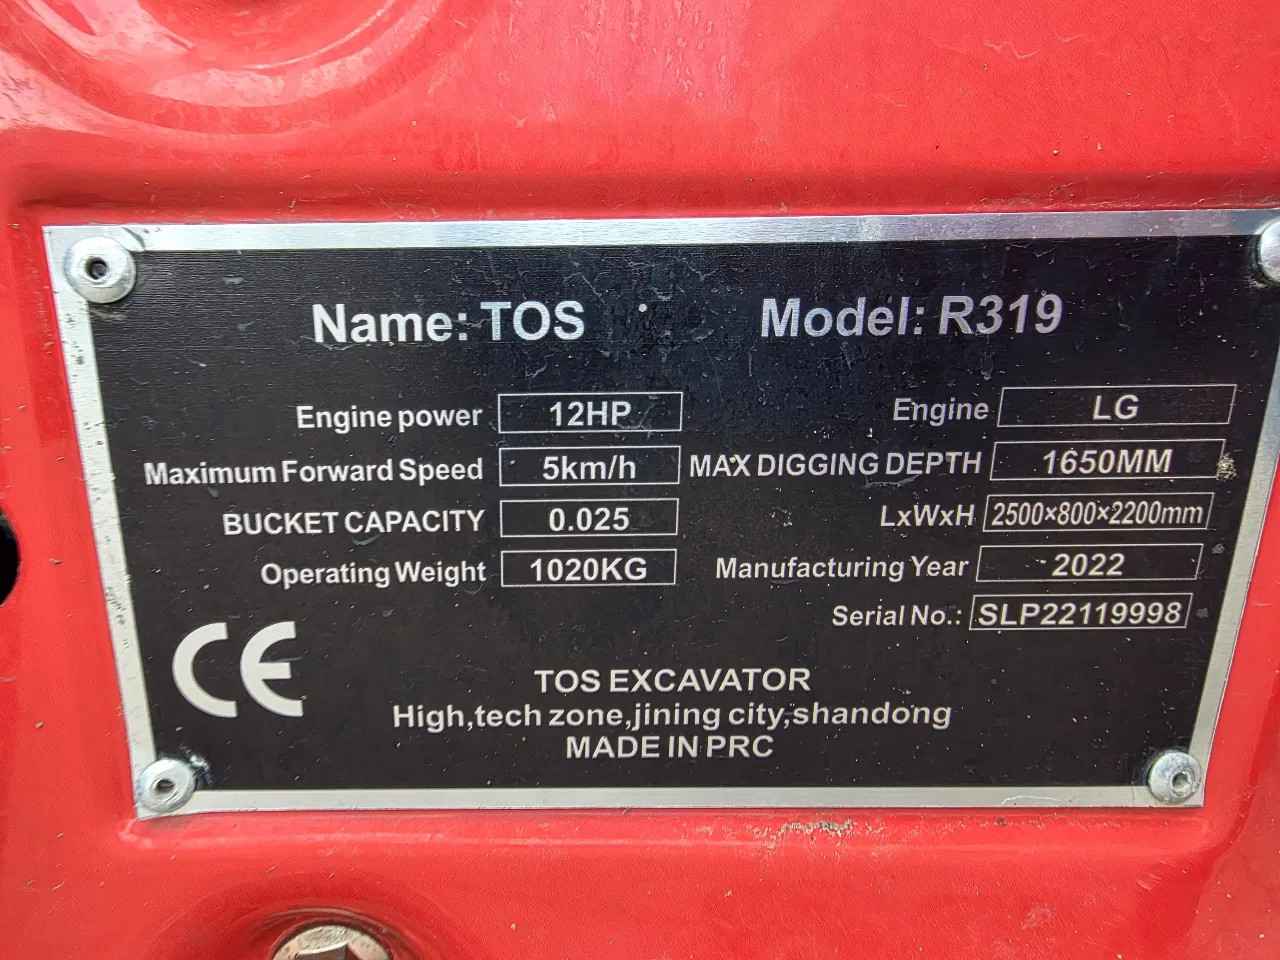 Name: TOS Model: R319
Engine power 12HP Engine LG
Maximum Forward Speed 5km/h MAX DIGGING DEPTH 1650MM
BUCKET CAPACITY 0.025 LxWxH 2500×800×2200mm
Operating Weight 1020KG Manufacturing Year 2022
Serial No.: SLP22119998
CE
TOS EXCAVATOR
High,tech zone,jining city,shandong
MADE IN PRC